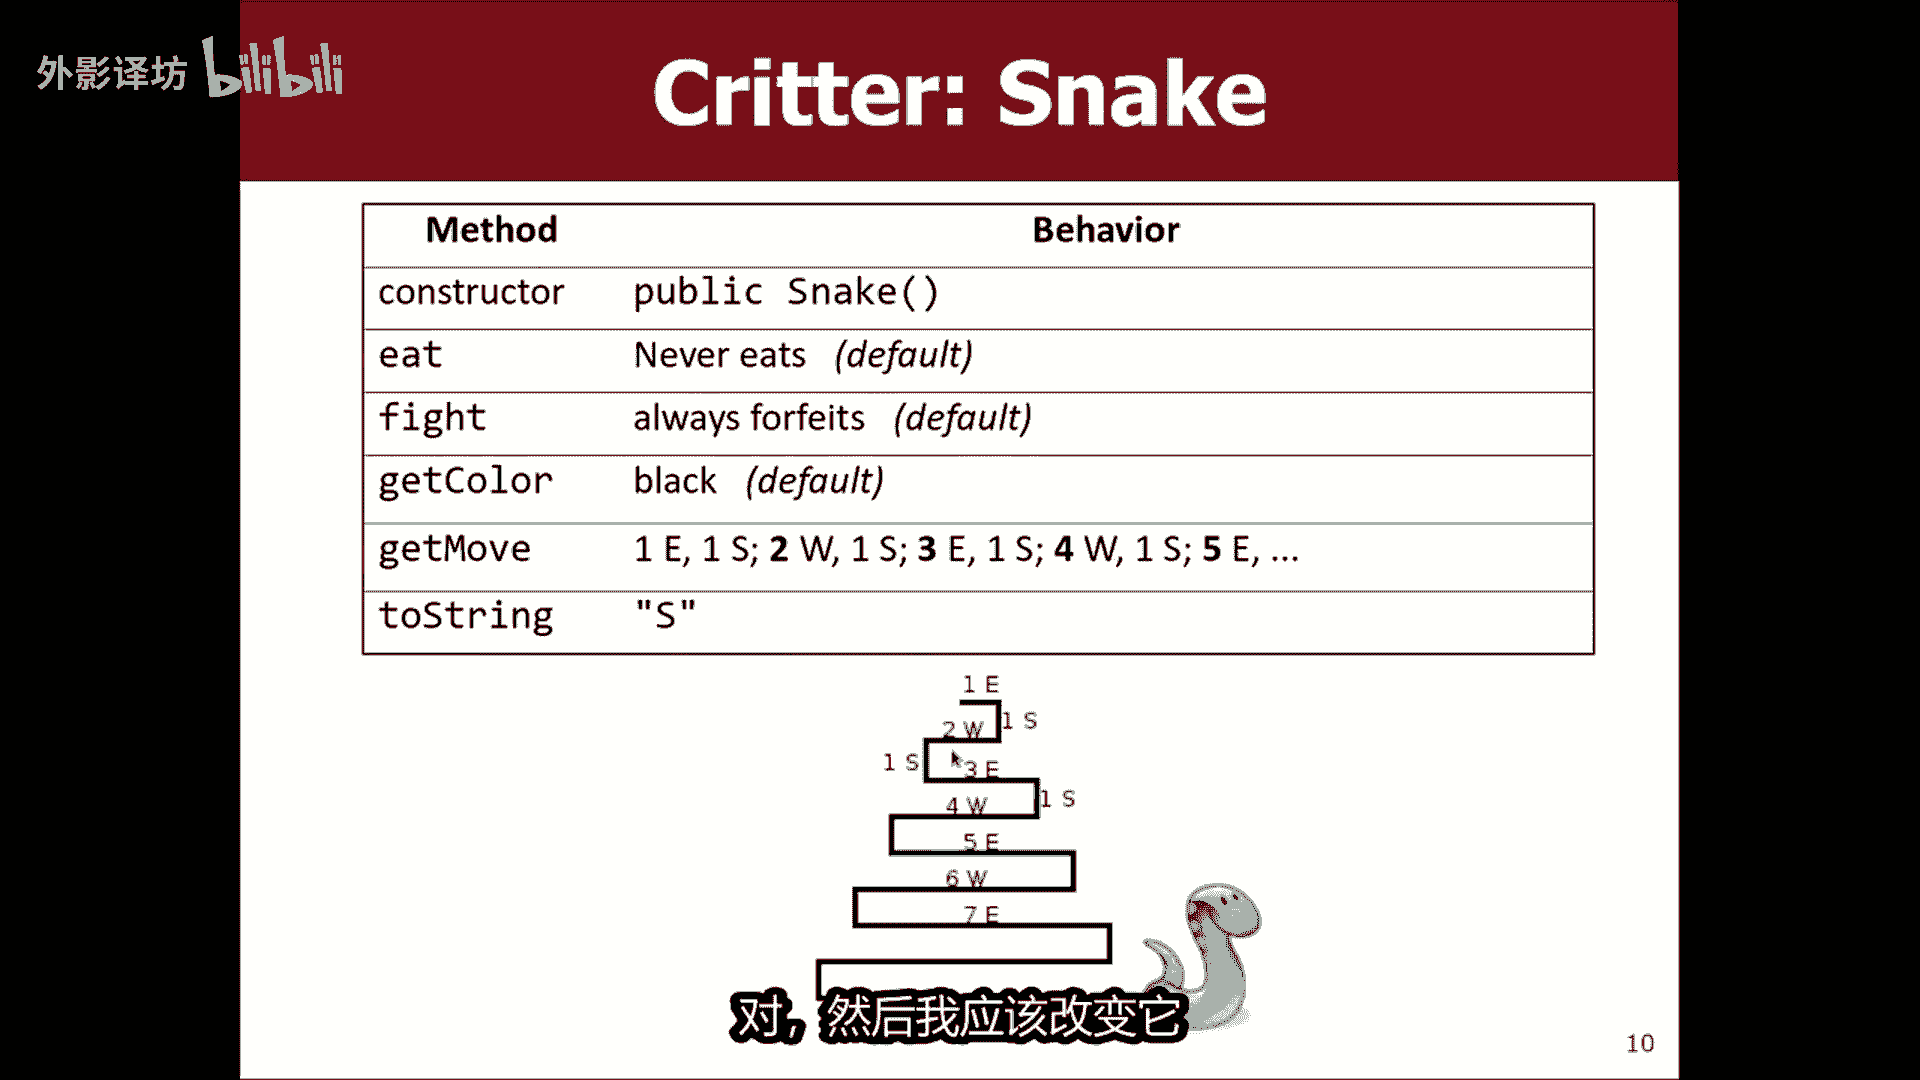 外影译坊 bilibili
Critter: Snake
Method Behavior
constructor public Snake()
eat Never eats (default)
fight always forfeits (default)
getColor black (default)
getMove 1 E, 1 S; 2 W, 1 S; 3 E, 1 S; 4 W, 1 S; 5 E, ...
toString "S"
1 E
1 S
2 W
1 S
3 E
1 S
4 W
5 E
6 W
7 E
对，然后我应该改变它
10